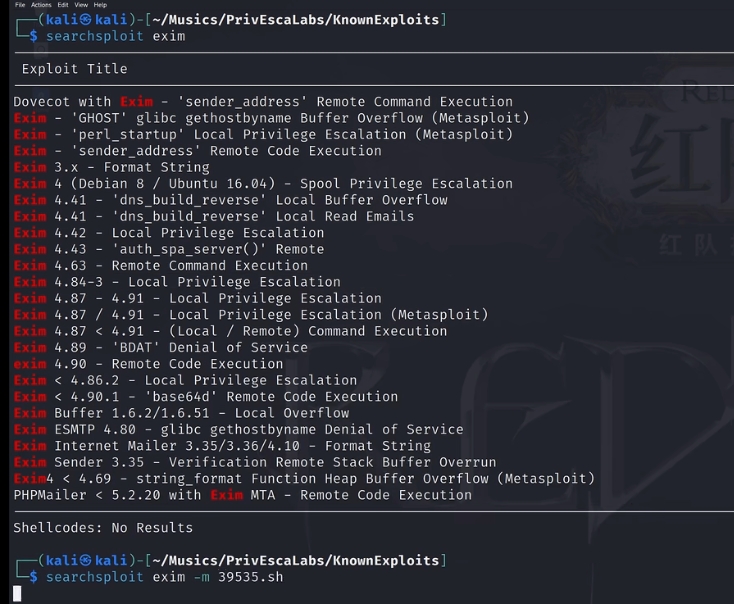 File Actions Edit View Help
┌──(kali㉿kali)-[~/Musics/PrivEscaLabs/KnownExploits]
└─$ searchsploit exim
Exploit Title
Dovecot with Exim - 'sender_address' Remote Command Execution
Exim - 'GHOST' glibc gethostbyname Buffer Overflow (Metasploit)
Exim - 'perl_startup' Local Privilege Escalation (Metasploit)
Exim - 'sender_address' Remote Code Execution
Exim 3.x - Format String
Exim 4 (Debian 8 / Ubuntu 16.04) - Spool Privilege Escalation
Exim 4.41 - 'dns_build_reverse' Local Buffer Overflow
Exim 4.41 - 'dns_build_reverse' Local Read Emails
Exim 4.42 - Local Privilege Escalation
Exim 4.43 - 'auth_spa_server()' Remote
Exim 4.63 - Remote Command Execution
Exim 4.84-3 - Local Privilege Escalation
Exim 4.87 - 4.91 - Local Privilege Escalation
Exim 4.87 / 4.91 - Local Privilege Escalation (Metasploit)
Exim 4.87 < 4.91 - (Local / Remote) Command Execution
Exim 4.89 - 'BDAT' Denial of Service
exim 4.90 - Remote Code Execution
Exim < 4.86.2 - Local Privilege Escalation
Exim < 4.90.1 - 'base64d' Remote Code Execution
Exim Buffer 1.6.2/1.6.51 - Local Overflow
Exim ESMTP 4.80 - glibc gethostbyname Denial of Service
Exim Internet Mailer 3.35/3.36/4.10 - Format String
Exim Sender 3.35 - Verification Remote Stack Buffer Overrun
Exim4 < 4.69 - string_format Function Heap Buffer Overflow (Metasploit)
PHPMailer < 5.2.20 with Exim MTA - Remote Code Execution
Shellcodes: No Results
┌──(kali㉿kali)-[~/Musics/PrivEscaLabs/KnownExploits]
└─$ searchsploit exim -m 39535.sh
红
红 队
RED